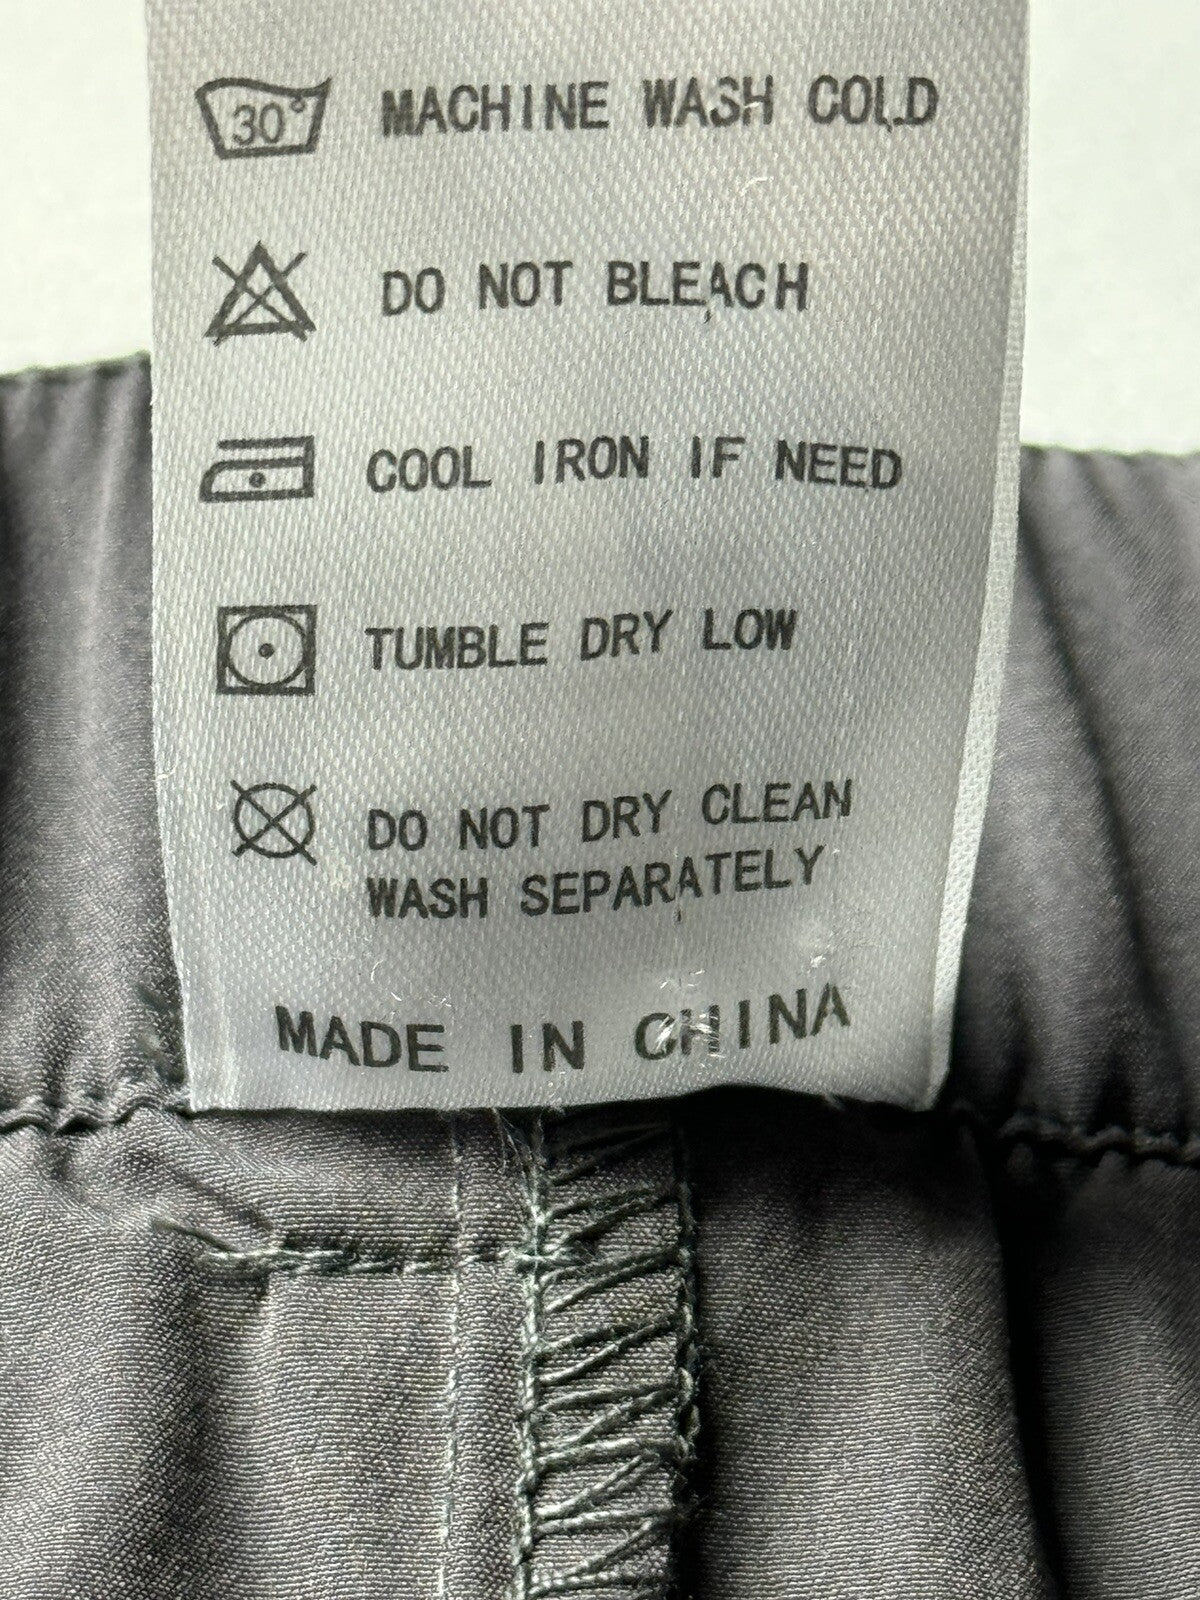 30° MACHINE WASH COLD
DO NOT BLEACH
COOL IRON IF NEED
TUMBLE DRY LOW
DO NOT DRY CLEAN
WASH SEPARATELY
MADE IN CHINA